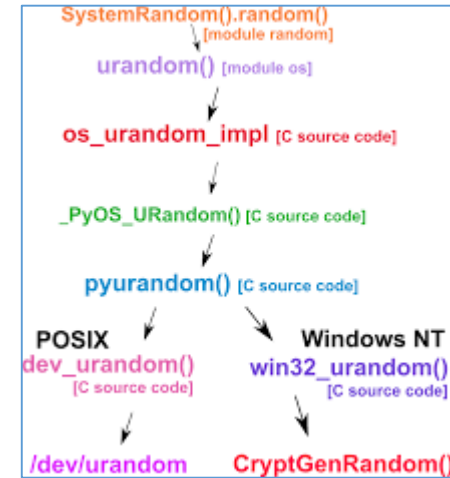 SystemRandom().random()
[module random]
urandom() [module os]
os_urandom_impl [C source code]
_PyOS_URandom() [C source code]
pyurandom() [C source code]
POSIX
Windows NT
dev_urandom()
win32_urandom()
[C source code]
[C source code]
/dev/urandom
CryptGenRandom()